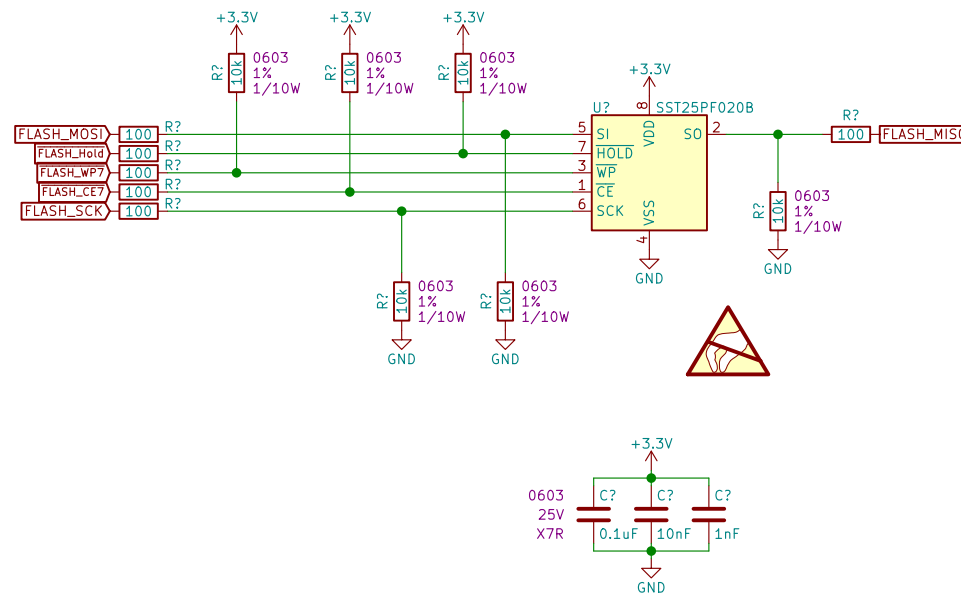 +3.3V
+3.3V
+3.3V
R?
10k
0603
1%
1/10W
R?
10k
0603
1%
1/10W
R?
10k
0603
1%
1/10W
+3.3V
U?
8
SST25PF020B
FLASH_MOSI
100
R?
5
SI
VDD
SO
2
R?
100
FLASH_MISO
FLASH_Hold
100
R?
7
HOLD
FLASH_WP7
100
R?
3
WP
FLASH_CE7
100
R?
1
CE
FLASH_SCK
100
R?
6
SCK
VSS
4
GND
R?
10k
0603
1%
1/10W
GND
R?
10k
0603
1%
1/10W
GND
R?
10k
0603
1%
1/10W
GND
+3.3V
0603
25V
X7R
C?
0.1uF
C?
10nF
C?
1nF
GND